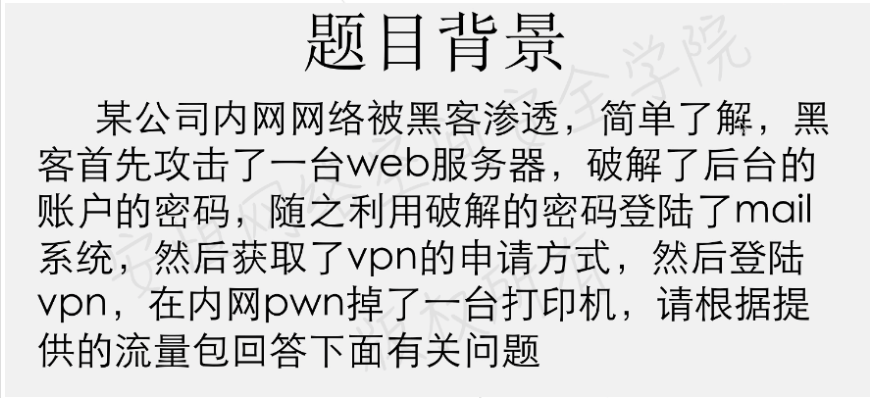 题目背景
某公司内网网络被黑客渗透，简单了解，黑
客首先攻击了一台web服务器，破解了后台的
账户的密码，随之利用破解的密码登陆了mail
系统，然后获取了vpn的申请方式，然后登陆
vpn，在内网pwn掉了一台打印机，请根据提
供的流量包回答下面有关问题
版权所有